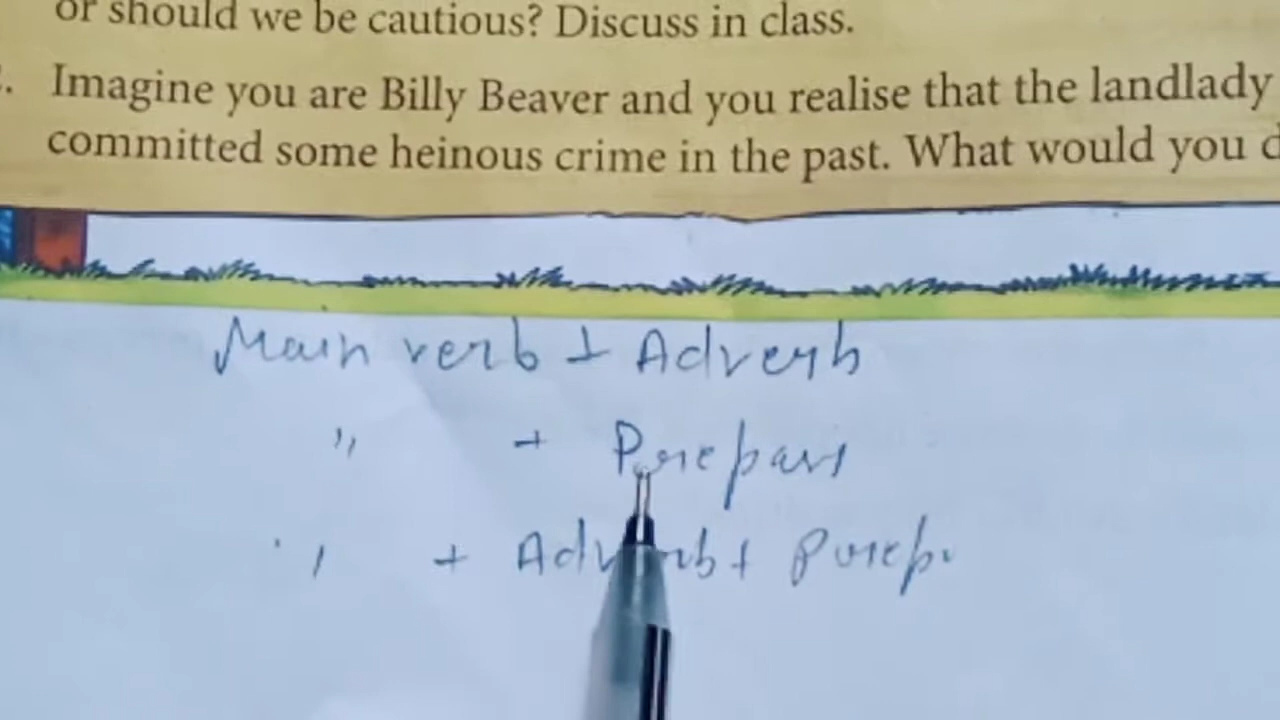 or should we be cautious? Discuss in class.
. Imagine you are Billy Beaver and you realise that the landlady
committed some heinous crime in the past. What would you d
Main verb + Adverb
" +
" + Adverb + Prep.